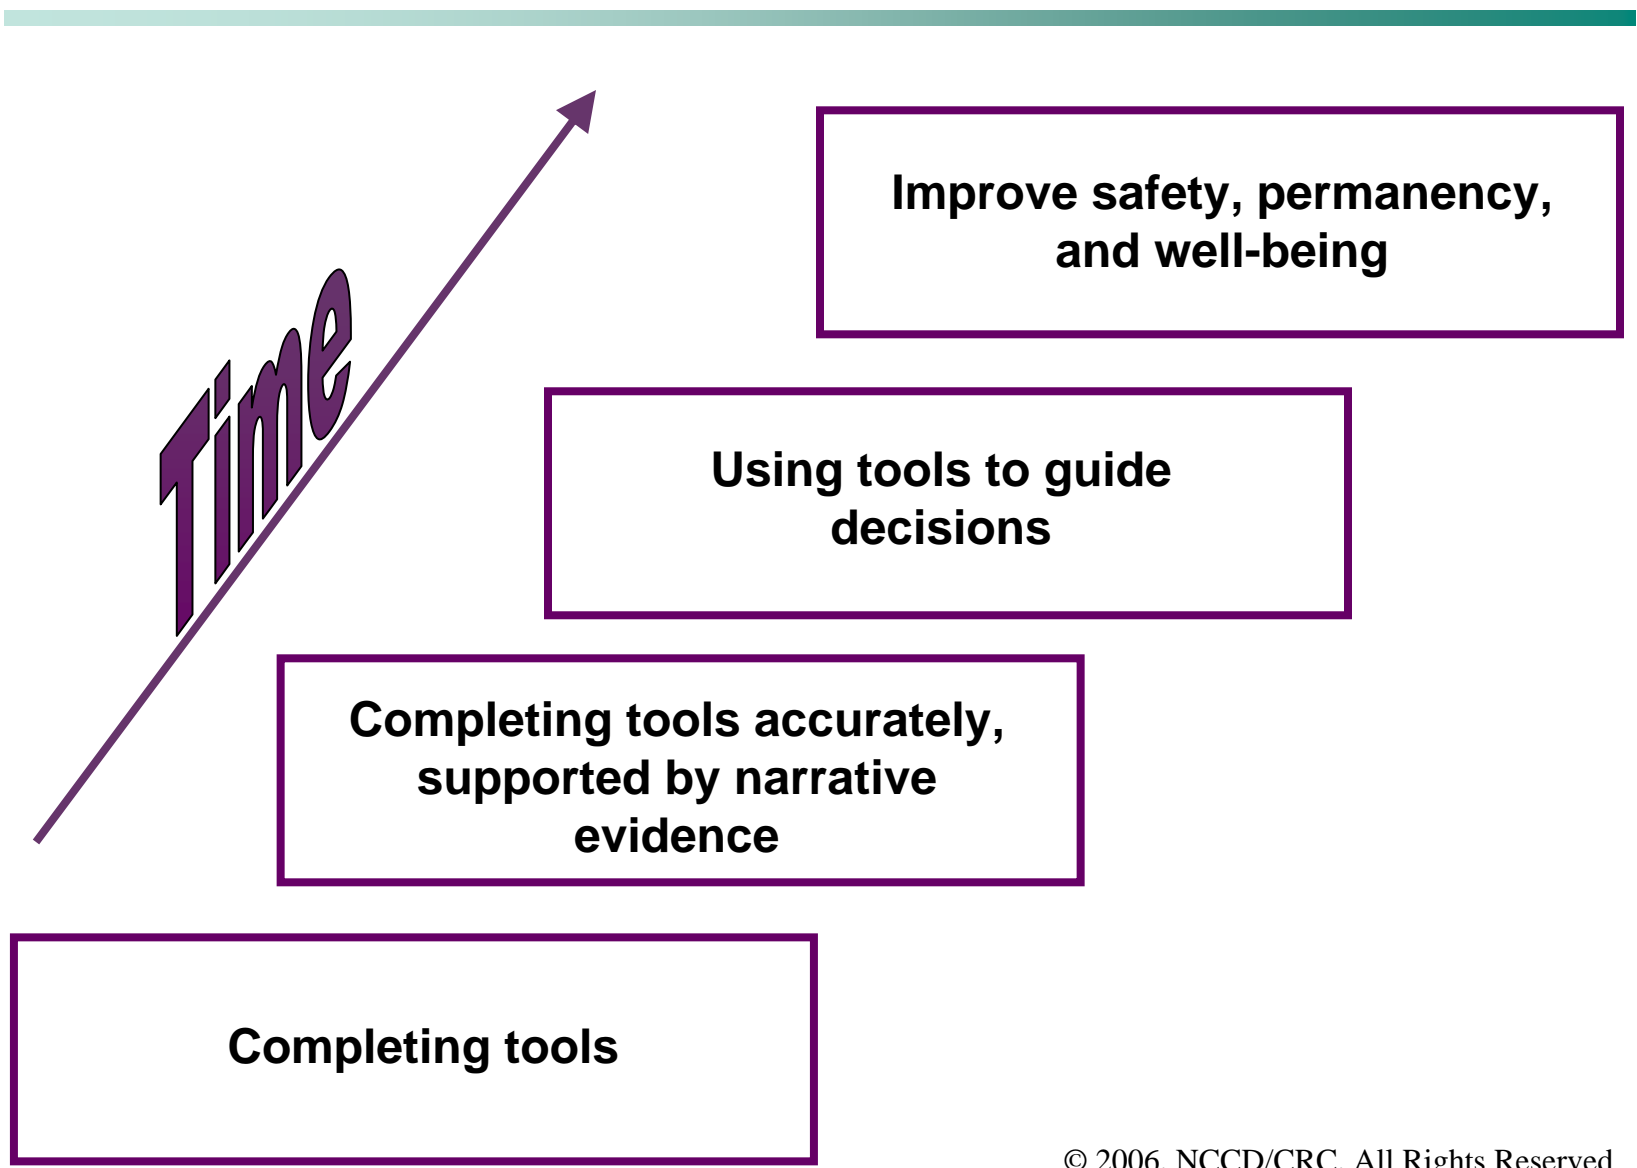 Improve safety, permanency,
and well-being
Time
Using tools to guide
decisions
Completing tools accurately,
supported by narrative
evidence
Completing tools
© 2006, NCCD/CRC, All Rights Reserved